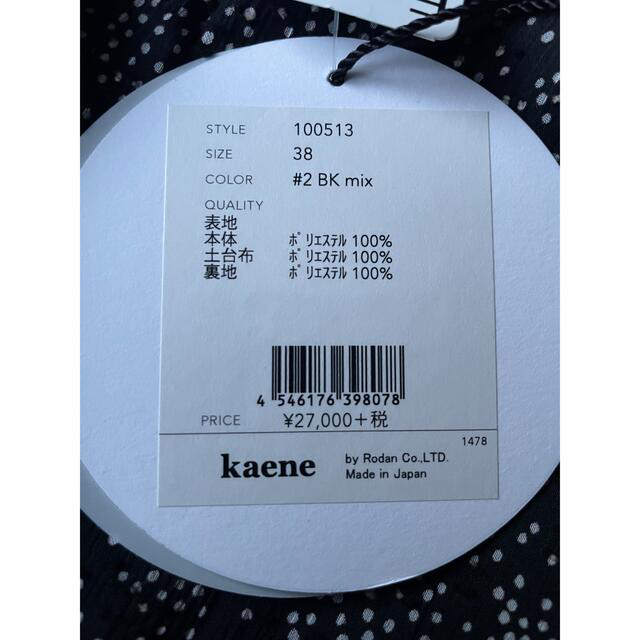 STYLE 100513
SIZE 38
COLOR #2 BK mix
QUALITY
表地
本体 ﾎﾟﾘｴｽﾃﾙ 100%
土台布 ﾎﾟﾘｴｽﾃﾙ 100%
裏地 ﾎﾟﾘｴｽﾃﾙ 100%
4 546176 398078
PRICE ¥27,000+税
1478
kaene by Rodan Co.,LTD.
Made in Japan